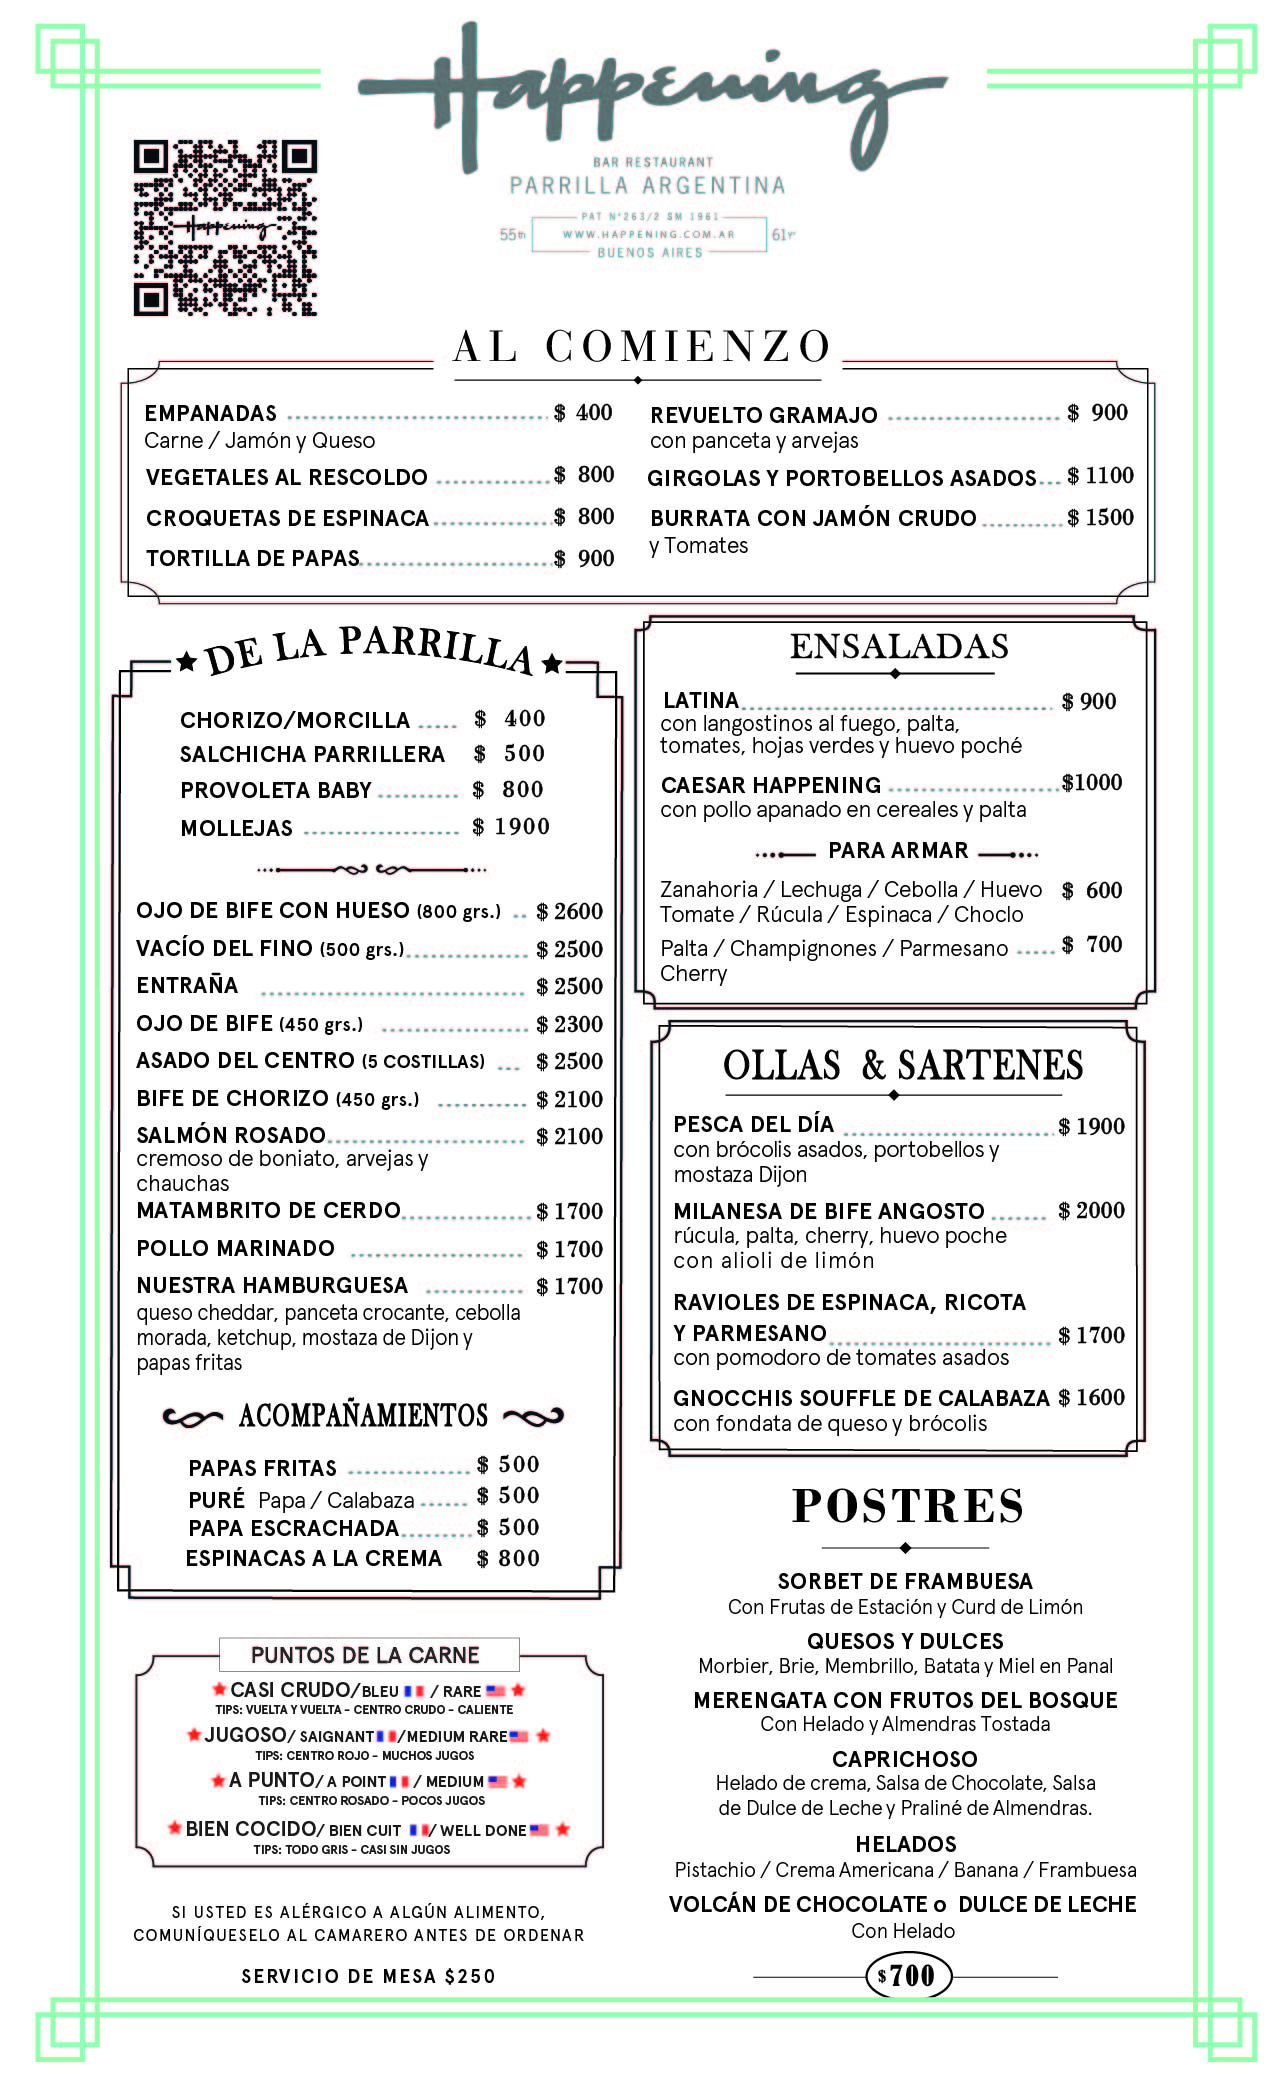 Happening
BAR RESTAURANT
PARRILLA ARGENTINA
PAT N°263/2 SM 1961
55th WWW.HAPPENING.COM.AR 61yr
BUENOS AIRES
Happening
AL COMIENZO
EMPANADAS $ 400
Carne / Jamón y Queso
VEGETALES AL RESCOLDO $ 800
CROQUETAS DE ESPINACA $ 800
TORTILLA DE PAPAS $ 900
REVUELTO GRAMAJO $ 900
con panceta y arvejas
GIRGOLAS Y PORTOBELLOS ASADOS $ 1100
BURRATA CON JAMÓN CRUDO $ 1500
y Tomates
DE LA PARRILLA
CHORIZO/MORCILLA $ 400
SALCHICHA PARRILLERA $ 500
PROVOLETA BABY $ 800
MOLLEJAS $ 1900
OJO DE BIFE CON HUESO (800 grs.) $ 2600
VACÍO DEL FINO (500 grs.) $ 2500
ENTRAÑA $ 2500
OJO DE BIFE (450 grs.) $ 2300
ASADO DEL CENTRO (5 COSTILLAS) $ 2500
BIFE DE CHORIZO (450 grs.) $ 2100
SALMÓN ROSADO $ 2100
cremoso de boniato, arvejas y
chauchas
MATAMBRITO DE CERDO $ 1700
POLLO MARINADO $ 1700
NUESTRA HAMBURGUESA $ 1700
queso cheddar, panceta crocante, cebolla
morada, ketchup, mostaza de Dijon y
papas fritas
ACOMPAÑAMIENTOS
PAPAS FRITAS $ 500
PURÉ Papa / Calabaza $ 500
PAPA ESCRACHADA $ 500
ESPINACAS A LA CREMA $ 800
PUNTOS DE LA CARNE
CASI CRUDO/BLEU / RARE
TIPS: VUELTA Y VUELTA - CENTRO CRUDO - CALIENTE
JUGOSO/ SAIGNANT /MEDIUM RARE
TIPS: CENTRO ROJO - MUCHOS JUGOS
A PUNTO/ A POINT / MEDIUM
TIPS: CENTRO ROSADO - POCOS JUGOS
BIEN COCIDO/ BIEN CUIT / WELL DONE
TIPS: TODO GRIS - CASI SIN JUGOS
SI USTED ES ALÉRGICO A ALGÚN ALIMENTO,
COMUNÍQUESELO AL CAMARERO ANTES DE ORDENAR
SERVICIO DE MESA $250
ENSALADAS
LATINA $ 900
con langostinos al fuego, palta,
tomates, hojas verdes y huevo poché
CAESAR HAPPENING $1000
con pollo apanado en cereales y palta
PARA ARMAR
Zanahoria / Lechuga / Cebolla / Huevo $ 600
Tomate / Rúcula / Espinaca / Choclo
Palta / Champignones / Parmesano $ 700
Cherry
OLLAS & SARTENES
PESCA DEL DÍA $ 1900
con brócolis asados, portobellos y
mostaza Dijon
MILANESA DE BIFE ANGOSTO $ 2000
rúcula, palta, cherry, huevo poche
con alioli de limón
RAVIOLES DE ESPINACA, RICOTA
Y PARMESANO $ 1700
con pomodoro de tomates asados
GNOCCHIS SOUFFLE DE CALABAZA $ 1600
con fondata de queso y brócolis
POSTRES
SORBET DE FRAMBUESA
Con Frutas de Estación y Curd de Limón
QUESOS Y DULCES
Morbier, Brie, Membrillo, Batata y Miel en Panal
MERENGATA CON FRUTOS DEL BOSQUE
Con Helado y Almendras Tostada
CAPRICHOSO
Helado de crema, Salsa de Chocolate, Salsa
de Dulce de Leche y Praliné de Almendras.
HELADOS
Pistachio / Crema Americana / Banana / Frambuesa
VOLCÁN DE CHOCOLATE o DULCE DE LECHE
Con Helado
$700